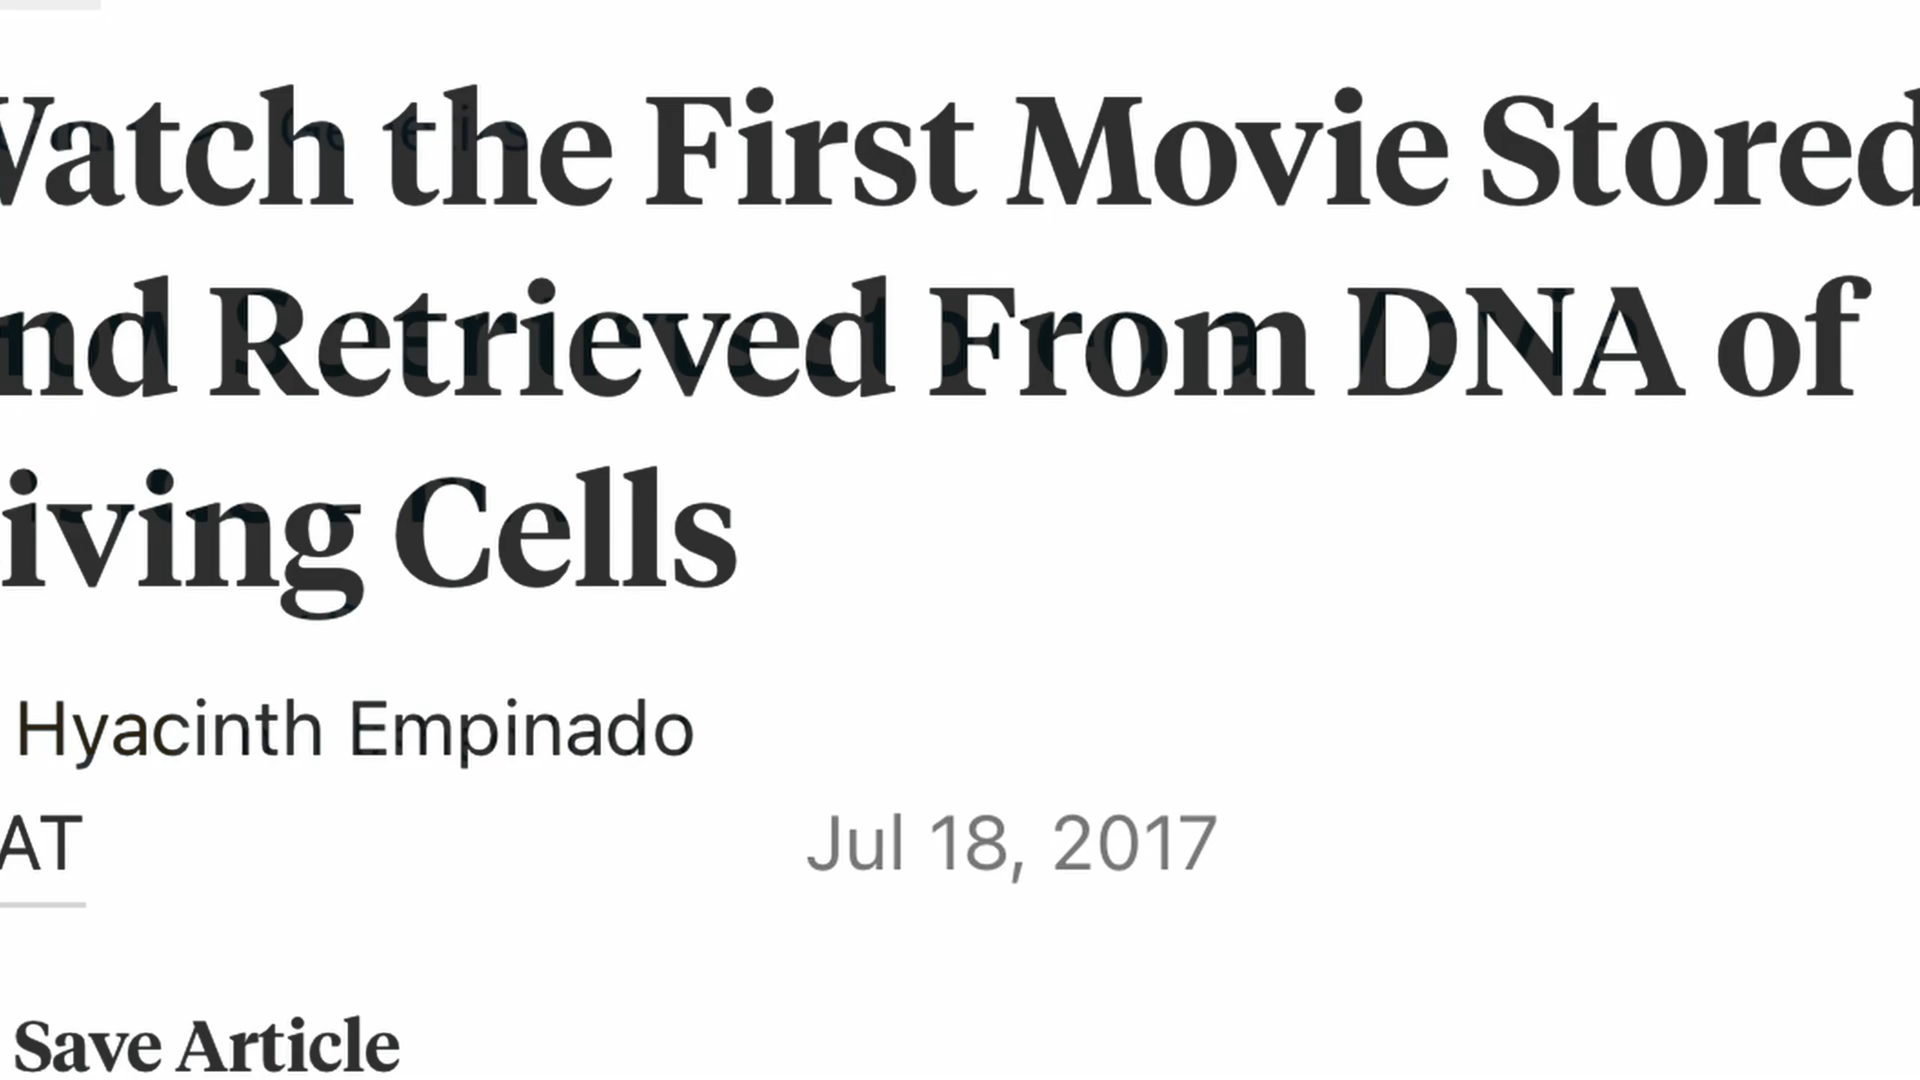 Watch the First Movie Stored
nd Retrieved From DNA of
iving Cells
Hyacinth Empinado
AT
Jul 18, 2017
Save Article